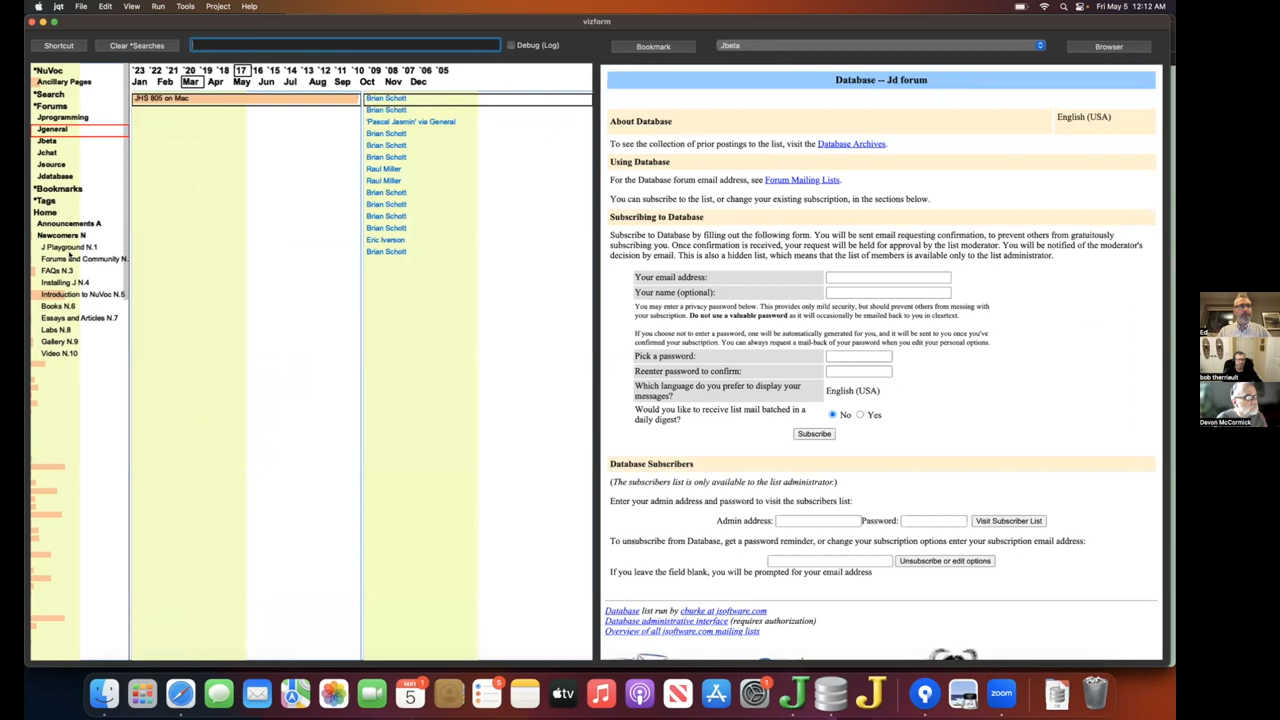 jqt File Edit View Run Tools Project Help
Fri May 5 12:12 AM
vizform
Shortcut Clear *Searches Debug (Log) Bookmark Jbeta Browser
*NuVoc
Ancillary Pages
*Search
*Forums
Jprogramming
Jgeneral
Jbeta
Jchat
Jsource
Jdatabase
*Bookmarks
*Tags
Home
Announcements A
Newcomers N
J Playground N.1
Forums and Community N.
FAQs N.3
Installing J N.4
Introduction to NuVoc N.5
Books N.6
Essays and Articles N.7
Labs N.8
Gallery N.9
Video N.10
`23 `22 `21 `20 `19 `18 17 `16 `15 `14 `13 `12 `11 `10 `09 `08 `07 `06 `05
Jan Feb Mar Apr May Jun Jul Aug Sep Oct Nov Dec
JHS 805 on Mac
Brian Schott
Brian Schott
'Pascal Jasmin' via General
Brian Schott
Brian Schott
Brian Schott
Raul Miller
Raul Miller
Brian Schott
Brian Schott
Brian Schott
Brian Schott
Eric Iverson
Brian Schott
Database -- Jd forum
About Database
English (USA)
To see the collection of prior postings to the list, visit the Database Archives.
Using Database
For the Database forum email address, see Forum Mailing Lists.
You can subscribe to the list, or change your existing subscription, in the sections below.
Subscribing to Database
Subscribe to Database by filling out the following form. You will be sent email requesting confirmation, to prevent others from gratuitously
subscribing you. Once confirmation is received, your request will be held for approval by the list moderator. You will be notified of the moderator's
decision by email. This is also a hidden list, which means that the list of members is available only to the list administrator.
Your email address:
Your name (optional):
You may enter a privacy password below. This provides only mild security, but should prevent others from messing with
your subscription. Do not use a valuable password as it will occasionally be emailed back to you in cleartext.
If you choose not to enter a password, one will be automatically generated for you, and it will be sent to you once you've
confirmed your subscription. You can always request a mail-back of your password when you edit your personal options.
Pick a password:
Reenter password to confirm:
Which language do you prefer to display your
messages?
English (USA)
Would you like to receive list mail batched in a
daily digest?
No Yes
Subscribe
Database Subscribers
(The subscribers list is only available to the list administrator.)
Enter your admin address and password to visit the subscribers list:
Admin address: Password: Visit Subscriber List
To unsubscribe from Database, get a password reminder, or change your subscription options enter your subscription email address:
Unsubscribe or edit options
If you leave the field blank, you will be prompted for your email address
Database list run by cburke at jsoftware.com
Database administrative interface (requires authorization)
Overview of all jsoftware.com mailing lists
Ed
bob therriault
Devon McCormick
MAY
5
5
tv
1
J
J
zoom